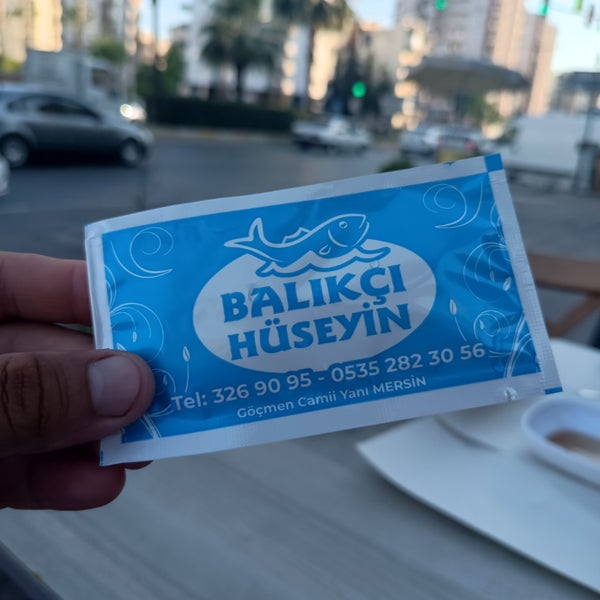 BALIKÇI
HÜSEYİN
Tel: 326 90 95 - 0535 282 30 56
Göçmen Camii Yanı MERSİN